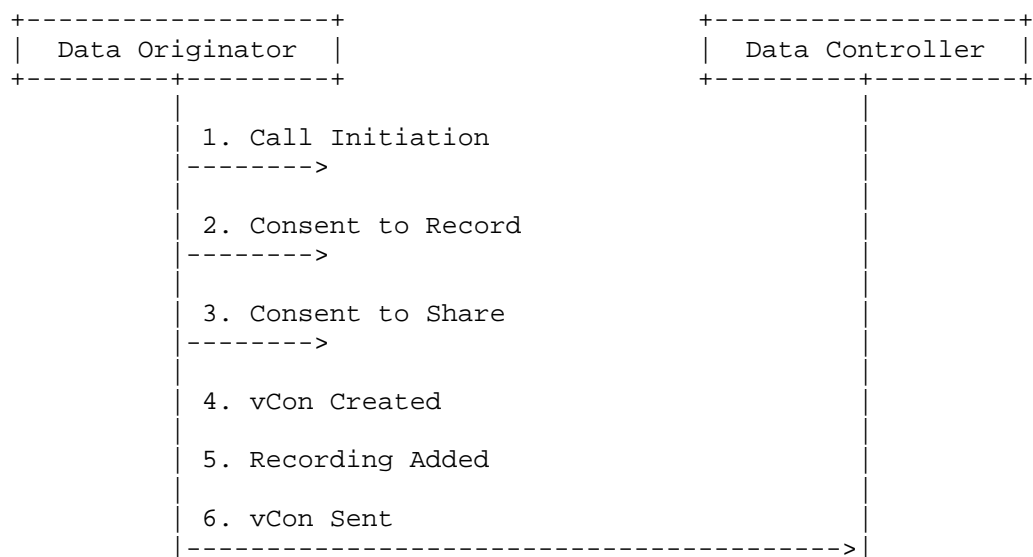 Data Originator Data Controller
1. Call Initiation
2. Consent to Record
3. Consent to Share
4. vCon Created
5. Recording Added
6. vCon Sent